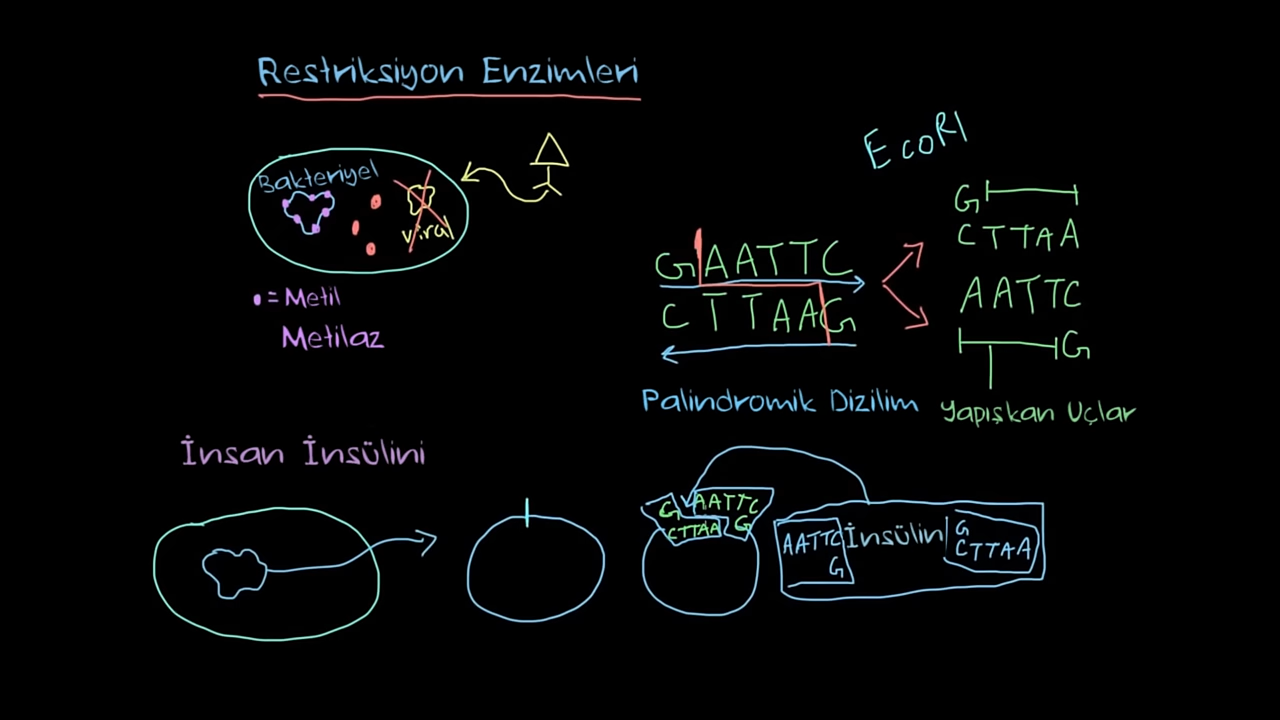 Restriksiyon Enzimleri
Bakteriyel
viral
= Metil
Metilaz
EcoRI
GAATTC
CTTAAG
G
CTTAA
AATTC
G
Palindromik Dizilim
Yapışkan Uçlar
İnsan İnsülini
G AATTC
CTTAA G
AATTC
G
İnsülin
G
CTTAA